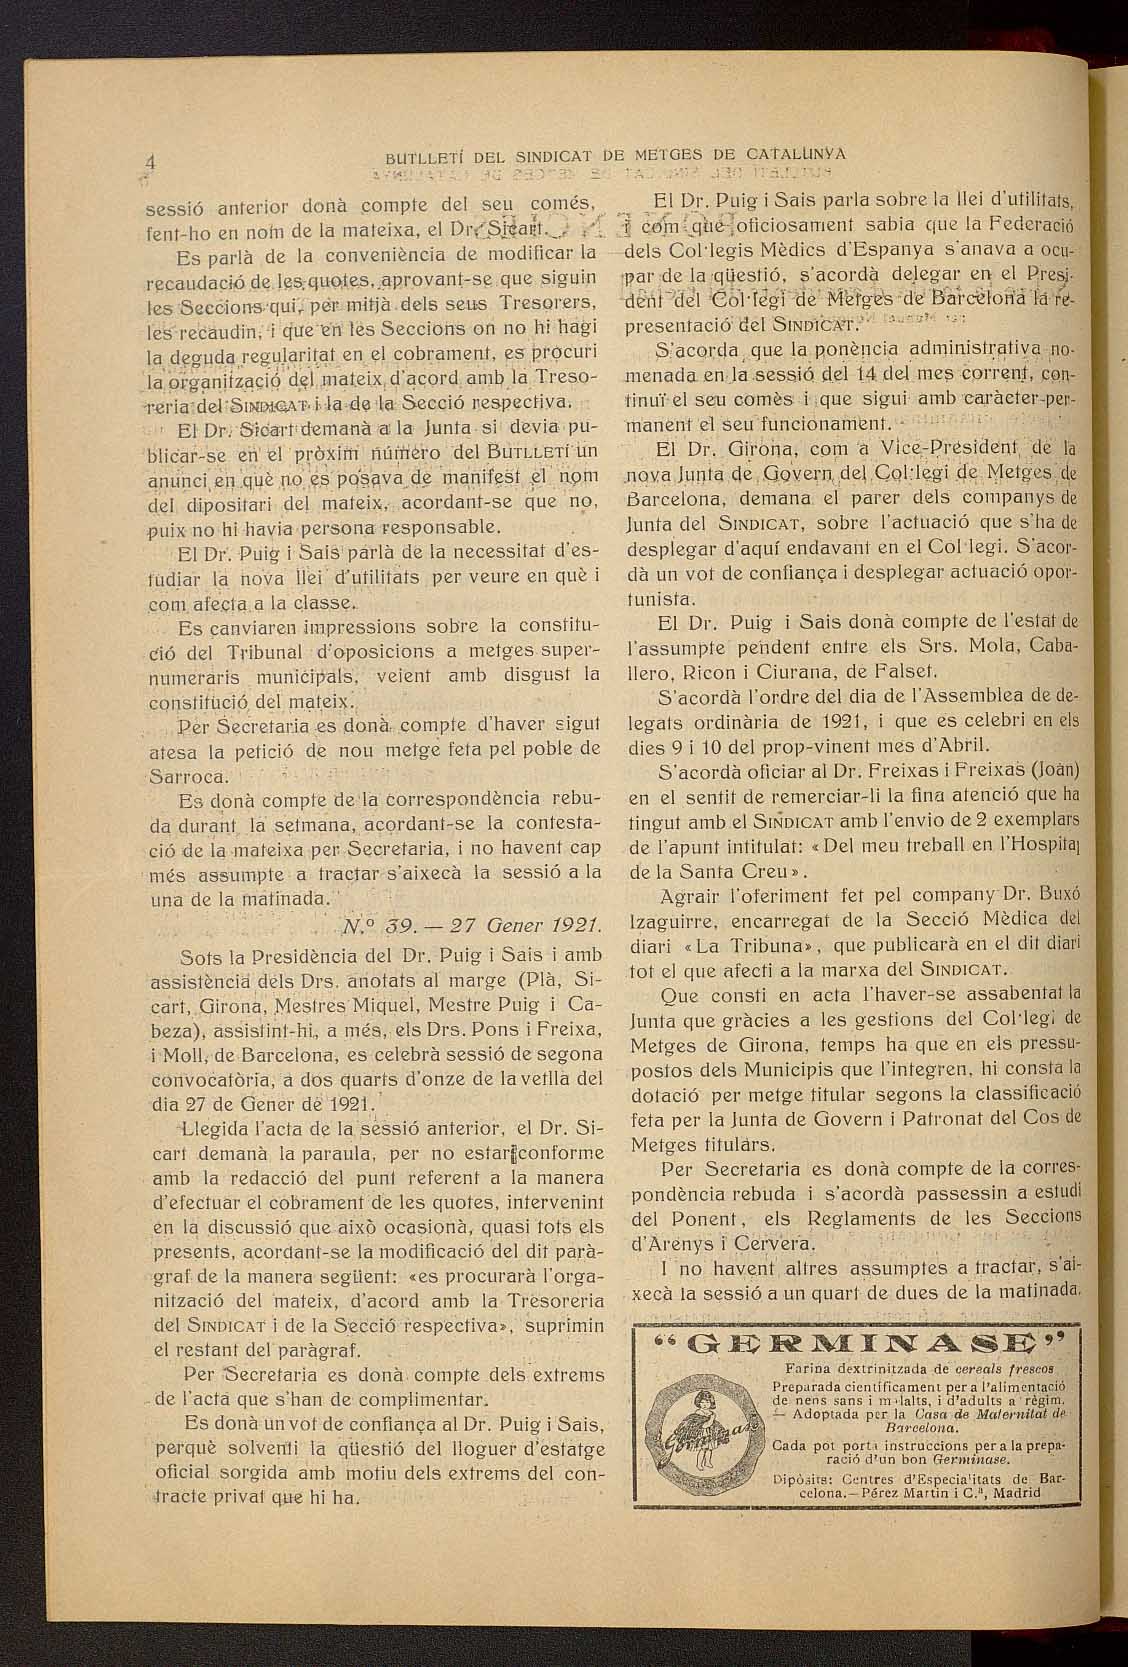 4
BUTLLETÍ DEL SINDICAT DE METGES DE CATALUNYA
sessió anterior donà compte del seu comés,
fent-ho en nom de la mateixa, el Dr. Sicart.
Es parlà de la conveniència de modificar la
recaudació de les quotes, aprovant-se que siguin
les Seccions qui, per mitjà dels seus Tresorers,
les recaudin, i que en les Seccions on no hi hagi
la deguda regularitat en el cobrament, es procuri
la organització del mateix d'acord amb la Treso-
reria del SINDICAT i la de la Secció respectiva.
El Dr. Sicart demanà a la Junta si devia pu-
blicar-se en el pròxim número del BUTLLETÍ un
anunci en què no es posava de manifest el nom
del dipositari del mateix, acordant-se que no,
puix no hi havia persona responsable.
El Dr. Puig i Sais parlà de la necessitat d'es-
tudiar la nova llei d'utilitats per veure en què i
com afecta a la classe.
Es canviaren impressions sobre la constitu-
ció del Tribunal d'oposicions a metges super-
numeraris municipals, veient amb disgust la
constitució del mateix.
Per Secretaria es donà compte d'haver sigut
atesa la petició de nou metge feta pel poble de
Sarroca.
Es donà compte de la correspondència rebu-
da durant la setmana, acordant-se la contesta-
ció de la mateixa per Secretaria, i no havent cap
més assumpte a tractar s'aixecà la sessió a la
una de la matinada.
N.º 39. — 27 Gener 1921.
Sots la Presidència del Dr. Puig i Sais i amb
assistència dels Drs. anotats al marge (Plà, Si-
cart, Girona, Mestres Miquel, Mestre Puig i Ca-
beza), assistint-hi, a més, els Drs. Pons i Freixa,
i Moll, de Barcelona, es celebrà sessió de segona
convocatòria, a dos quarts d'onze de la vetlla del
dia 27 de Gener de 1921.
Llegida l'acta de la sessió anterior, el Dr. Si-
cart demanà la paraula, per no estar conforme
amb la redacció del punt referent a la manera
d'efectuar el cobrament de les quotes, intervenint
en la discussió que això ocasionà, quasi tots els
presents, acordant-se la modificació del dit parà-
graf de la manera següent: «es procurarà l'orga-
nització del mateix, d'acord amb la Tresoreria
del SINDICAT i de la Secció respectiva», suprimin
el restant del paràgraf.
Per Secretaria es donà compte dels extrems
de l'acta que s'han de complimentar.
Es donà un vot de confiança al Dr. Puig i Sais,
perquè solventi la qüestió del lloguer d'estatge
oficial sorgida amb motiu dels extrems del con-
tracte privat que hi ha.
El Dr. Puig i Sais parla sobre la llei d'utilitats,
i com que oficiosament sabia que la Federació
dels Col·legis Mèdics d'Espanya s'anava a ocu-
par de la qüestió, s'acordà delegar en el Presi-
dent del Col·legi de Metges de Barcelona la re-
presentació del SINDICAT.
S'acorda que la ponència administrativa no-
menada en la sessió del 14 del mes corrent, con-
tinuï el seu comès i que sigui amb caràcter per-
manent el seu funcionament.
El Dr. Girona, com a Vice-President de la
nova Junta de Govern del Col·legi de Metges de
Barcelona, demana el parer dels companys de
Junta del SINDICAT, sobre l'actuació que s'ha de
desplegar d'aquí endavant en el Col legi. S'acor-
dà un vot de confiança i desplegar actuació opor-
tunista.
El Dr. Puig i Sais donà compte de l'estat de
l'assumpte pendent entre els Srs. Mola, Caba-
llero, Ricon i Ciurana, de Falset.
S'acordà l'ordre del dia de l'Assemblea de de-
legats ordinària de 1921, i que es celebri en els
dies 9 i 10 del prop-vinent mes d'Abril.
S'acordà oficiar al Dr. Freixas i Freixas (Joàn)
en el sentit de remerciar-li la fina atenció que ha
tingut amb el SINDICAT amb l'envio de 2 exemplars
de l'apunt intitulat: «Del meu treball en l'Hospital
de la Santa Creu».
Agrair l'oferiment fet pel company Dr. Buxó
Izaguirre, encarregat de la Secció Mèdica del
diari «La Tribuna», que publicarà en el dit diari
tot el que afecti a la marxa del SINDICAT.
Que consti en acta l'haver-se assabentat la
Junta que gràcies a les gestions del Col·legi de
Metges de Girona, temps ha que en els pressu-
postos dels Municipis que l'integren, hi consta la
dotació per metge titular segons la classificació
feta per la Junta de Govern i Patronat del Cos de
Metges titulàrs.
Per Secretaria es donà compte de la corres-
pondència rebuda i s'acordà passessin a estudi
del Ponent, els Reglaments de les Seccions
d'Arenys i Cervera.
I no havent altres assumptes a tractar, s'ai-
xecà la sessió a un quart de dues de la matinada.
“GERMINASE”
Farina dextrinitzada de cereals frescos
Preparada científicament per a l'alimentació
de nens sans i malalts, i d'adults a règim.
— Adoptada per la Casa de Maternitat de
Barcelona.
Cada pot porta instruccions per a la prepa-
ració d'un bon Germinase.
Dipòsits: Centres d'Especialitats de Bar-
celona.—Pérez Martín i C.ª, Madrid
Germinase